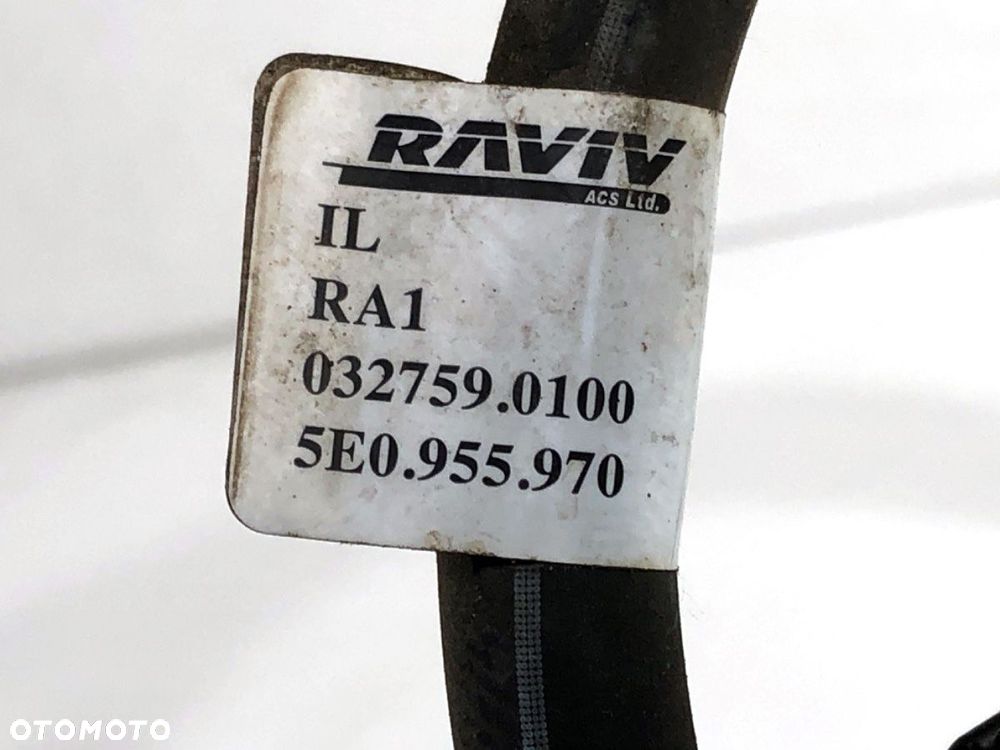 RAVIV
ACS Ltd.
IL
RA1
032759.0100
5E0.955.970
OTOMOTO